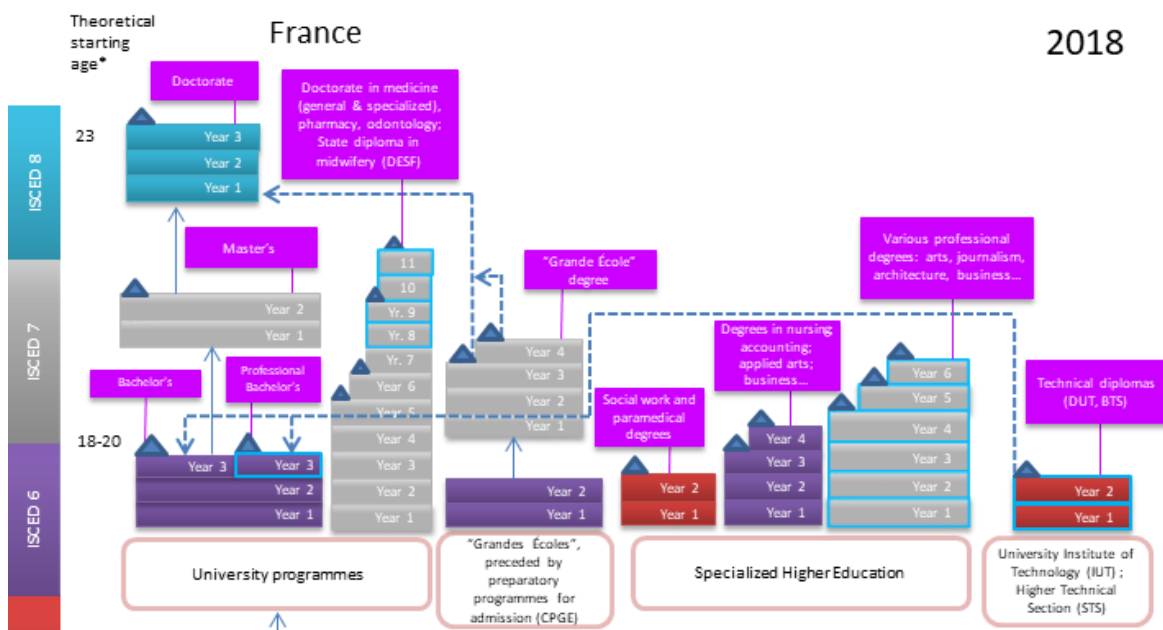 Theoretical
starting
age*
France
2018
ISCED 8
ISCED 7
ISCED 6
23
18-20
Doctorate
Year 3
Year 2
Year 1
Master's
Year 2
Year 1
Bachelor's
Professional
Bachelor's
Year 3
Year 3
Year 2
Year 1
University programmes
Doctorate in medicine
(general & specialized),
pharmacy, odontology;
State diploma in
midwifery (DESF)
11
10
Yr. 9
Yr. 8
Yr. 7
Year 6
Year 5
Year 4
Year 3
Year 2
Year 1
"Grande École"
degree
Year 4
Year 3
Year 2
Year 1
Year 2
Year 1
"Grandes Écoles",
preceded by
preparatory
programmes for
admission (CPGE)
Social work and
paramedical
degrees
Year 2
Year 1
Degrees in nursing
accounting;
applied arts;
business...
Year 4
Year 3
Year 2
Year 1
Various professional
degrees: arts, journalism,
architecture, business...
Year 6
Year 5
Year 4
Year 3
Year 2
Year 1
Specialized Higher Education
Technical diplomas
(DUT, BTS)
Year 2
Year 1
University Institute of
Technology (IUT) ;
Higher Technical
Section (STS)